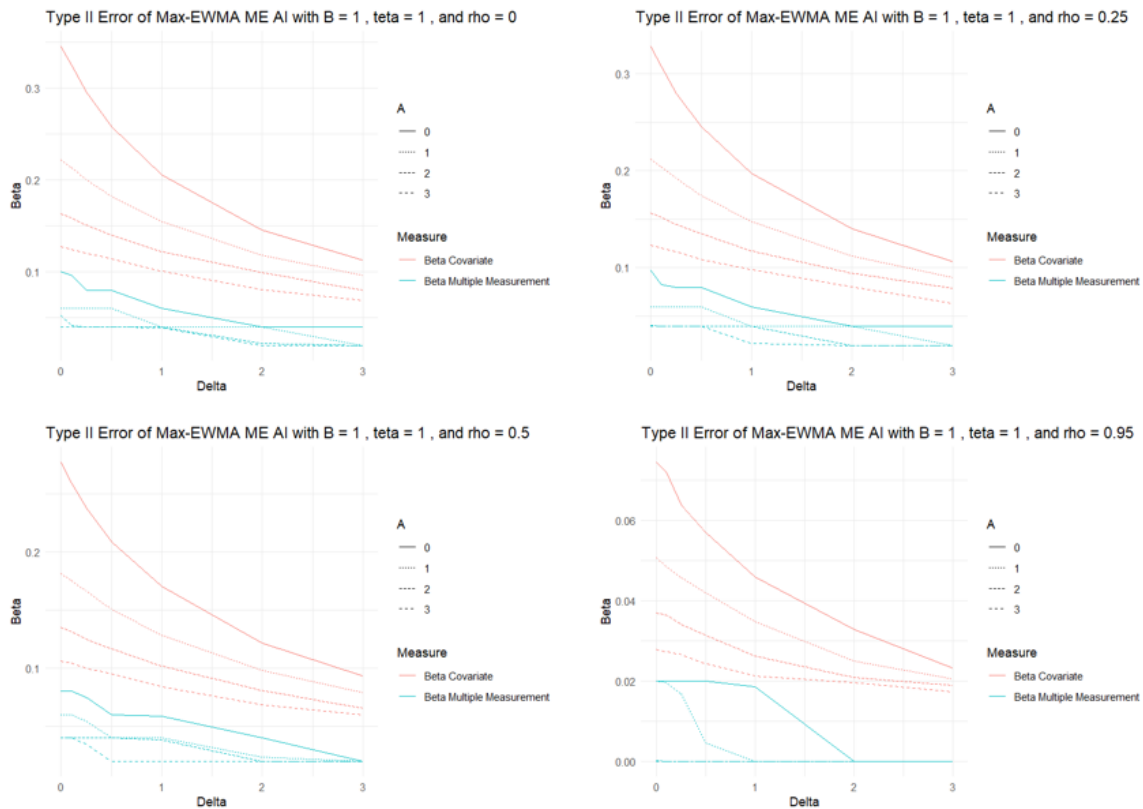 Type II Error of Max-EWMA ME AI with B = 1 , teta = 1 , and rho = 0
0.3
0.2
0.1
Beta
0 1 2 3
Delta
A
0
1
2
3
Measure
Beta Covariate
Beta Multiple Measurement
Type II Error of Max-EWMA ME AI with B = 1 , teta = 1 , and rho = 0.25
0.3
0.2
0.1
Beta
0 1 2 3
Delta
A
0
1
2
3
Measure
Beta Covariate
Beta Multiple Measurement
Type II Error of Max-EWMA ME AI with B = 1 , teta = 1 , and rho = 0.5
0.2
0.1
Beta
0 1 2 3
Delta
A
0
1
2
3
Measure
Beta Covariate
Beta Multiple Measurement
Type II Error of Max-EWMA ME AI with B = 1 , teta = 1 , and rho = 0.95
0.06
0.04
0.02
0.00
Beta
0 1 2 3
Delta
A
0
1
2
3
Measure
Beta Covariate
Beta Multiple Measurement